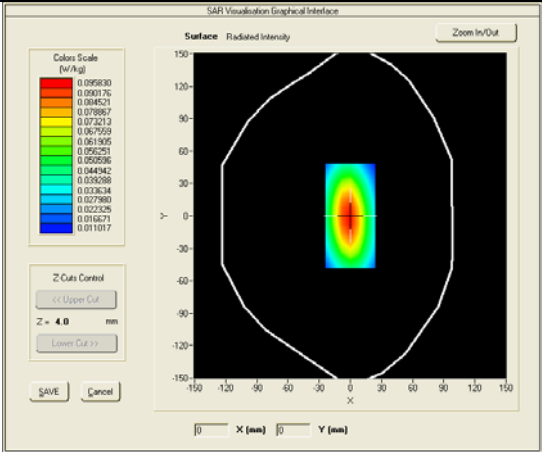 SAR Visualisation Graphical Interface
Surface Radiated Intensity
Zoom In/Out
Colors Scale
(W/kg)
0.095830
0.090176
0.084521
0.078867
0.073213
0.067559
0.061905
0.056251
0.050596
0.044942
0.039288
0.033634
0.027980
0.022325
0.016671
0.011017
Z-Cuts Control
<< Upper Cut
Z = 4.0 mm
Lower Cut >>
SAVE
Cancel
150-
120-
90-
60-
30-
Y 0-
-30-
-60-
-90-
-120-
-150-
-150 -120 -90 -60 -30 0 30 60 90 120 150
X
0 X (mm) 0 Y (mm)